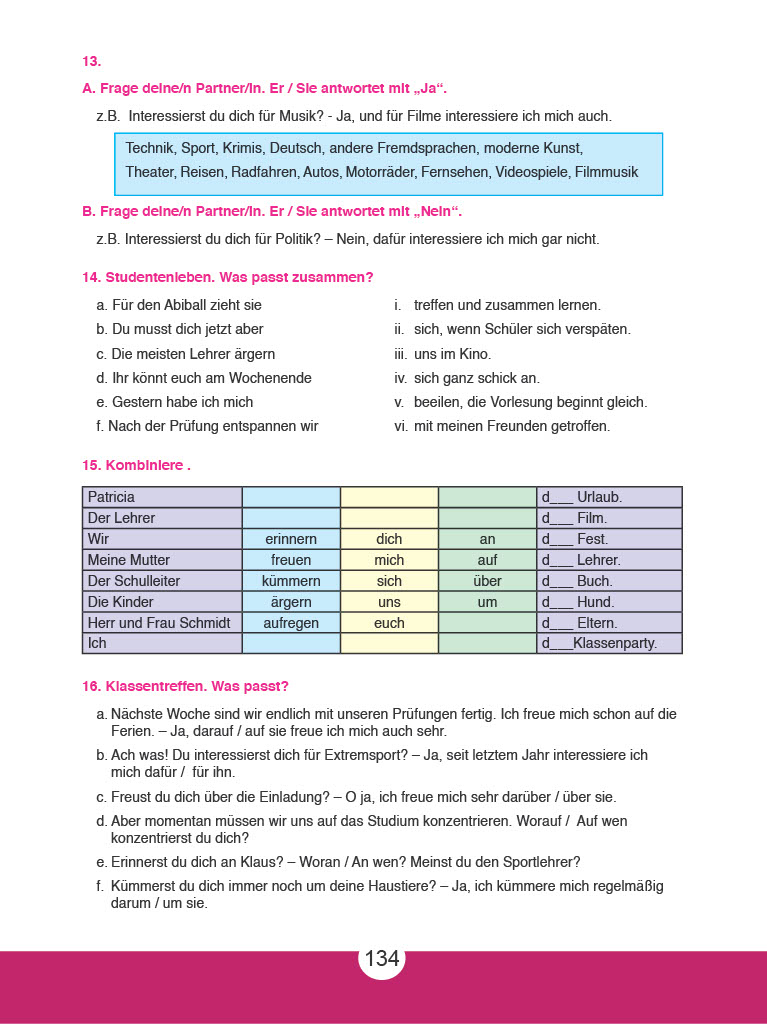 13.
A. Frage deine/n Partner/in. Er / Sie antwortet mit „Ja“.
z.B. Interessierst du dich für Musik? - Ja, und für Filme interessiere ich mich auch.
Technik, Sport, Krimis, Deutsch, andere Fremdsprachen, moderne Kunst,
Theater, Reisen, Radfahren, Autos, Motorräder, Fernsehen, Videospiele, Filmmusik
B. Frage deine/n Partner/in. Er / Sie antwortet mit „Nein“.
z.B. Interessierst du dich für Politik? – Nein, dafür interessiere ich mich gar nicht.
14. Studentenleben. Was passt zusammen?
a. Für den Abiball zieht sie i. treffen und zusammen lernen.
b. Du musst dich jetzt aber ii. sich, wenn Schüler sich verspäten.
c. Die meisten Lehrer ärgern iii. uns im Kino.
d. Ihr könnt euch am Wochenende iv. sich ganz schick an.
e. Gestern habe ich mich v. beeilen, die Vorlesung beginnt gleich.
f. Nach der Prüfung entspannen wir vi. mit meinen Freunden getroffen.
15. Kombiniere .
Patricia d___ Urlaub.
Der Lehrer d___ Film.
Wir erinnern dich an d___ Fest.
Meine Mutter freuen mich auf d___ Lehrer.
Der Schulleiter kümmern sich über d___ Buch.
Die Kinder ärgern uns um d___ Hund.
Herr und Frau Schmidt aufregen euch d___ Eltern.
Ich d___Klassenparty.
16. Klassentreffen. Was passt?
a. Nächste Woche sind wir endlich mit unseren Prüfungen fertig. Ich freue mich schon auf die
Ferien. – Ja, darauf / auf sie freue ich mich auch sehr.
b. Ach was! Du interessierst dich für Extremsport? – Ja, seit letztem Jahr interessiere ich
mich dafür / für ihn.
c. Freust du dich über die Einladung? – O ja, ich freue mich sehr darüber / über sie.
d. Aber momentan müssen wir uns auf das Studium konzentrieren. Worauf / Auf wen
konzentrierst du dich?
e. Erinnerst du dich an Klaus? – Woran / An wen? Meinst du den Sportlehrer?
f. Kümmerst du dich immer noch um deine Haustiere? – Ja, ich kümmere mich regelmäßig
darum / um sie.
134